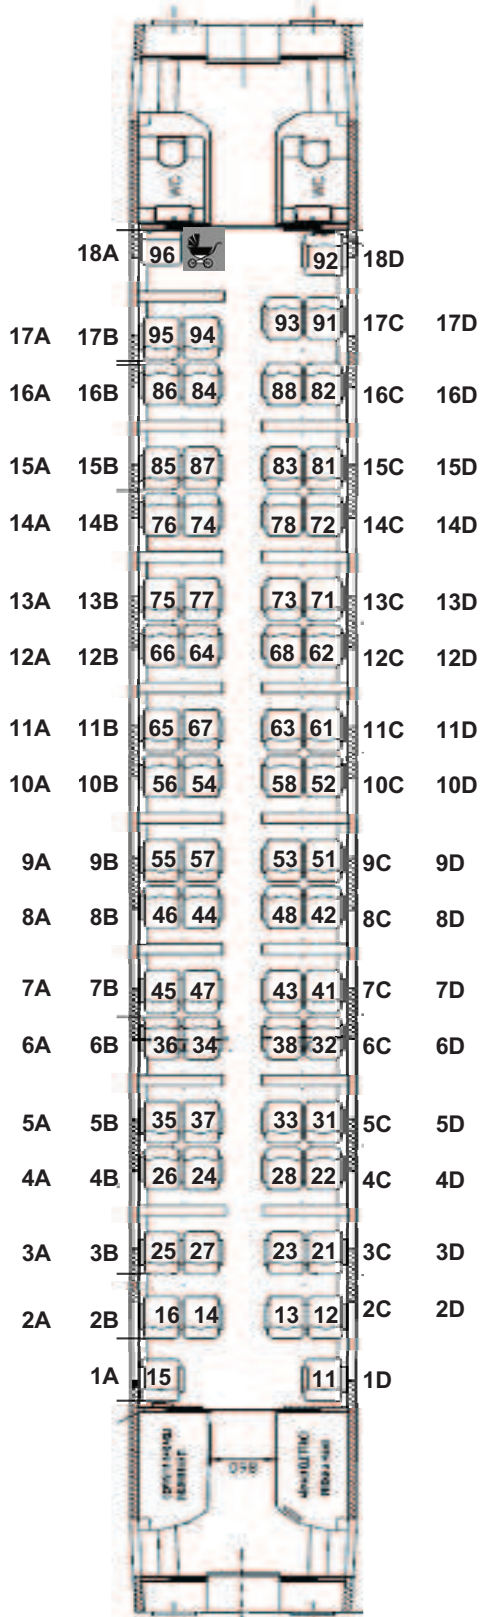 WC WC
18A 96 92 18D
17A 17B 95 94 93 91 17C 17D
16A 16B 86 84 88 82 16C 16D
15A 15B 85 87 83 81 15C 15D
14A 14B 76 74 78 72 14C 14D
13A 13B 75 77 73 71 13C 13D
12A 12B 66 64 68 62 12C 12D
11A 11B 65 67 63 61 11C 11D
10A 10B 56 54 58 52 10C 10D
9A 9B 55 57 53 51 9C 9D
8A 8B 46 44 48 42 8C 8D
7A 7B 45 47 43 41 7C 7D
6A 6B 36 34 38 32 6C 6D
5A 5B 35 37 33 31 5C 5D
4A 4B 26 24 28 22 4C 4D
3A 3B 25 27 23 21 3C 3D
2A 2B 16 14 13 12 2C 2D
1A 15 11 1D